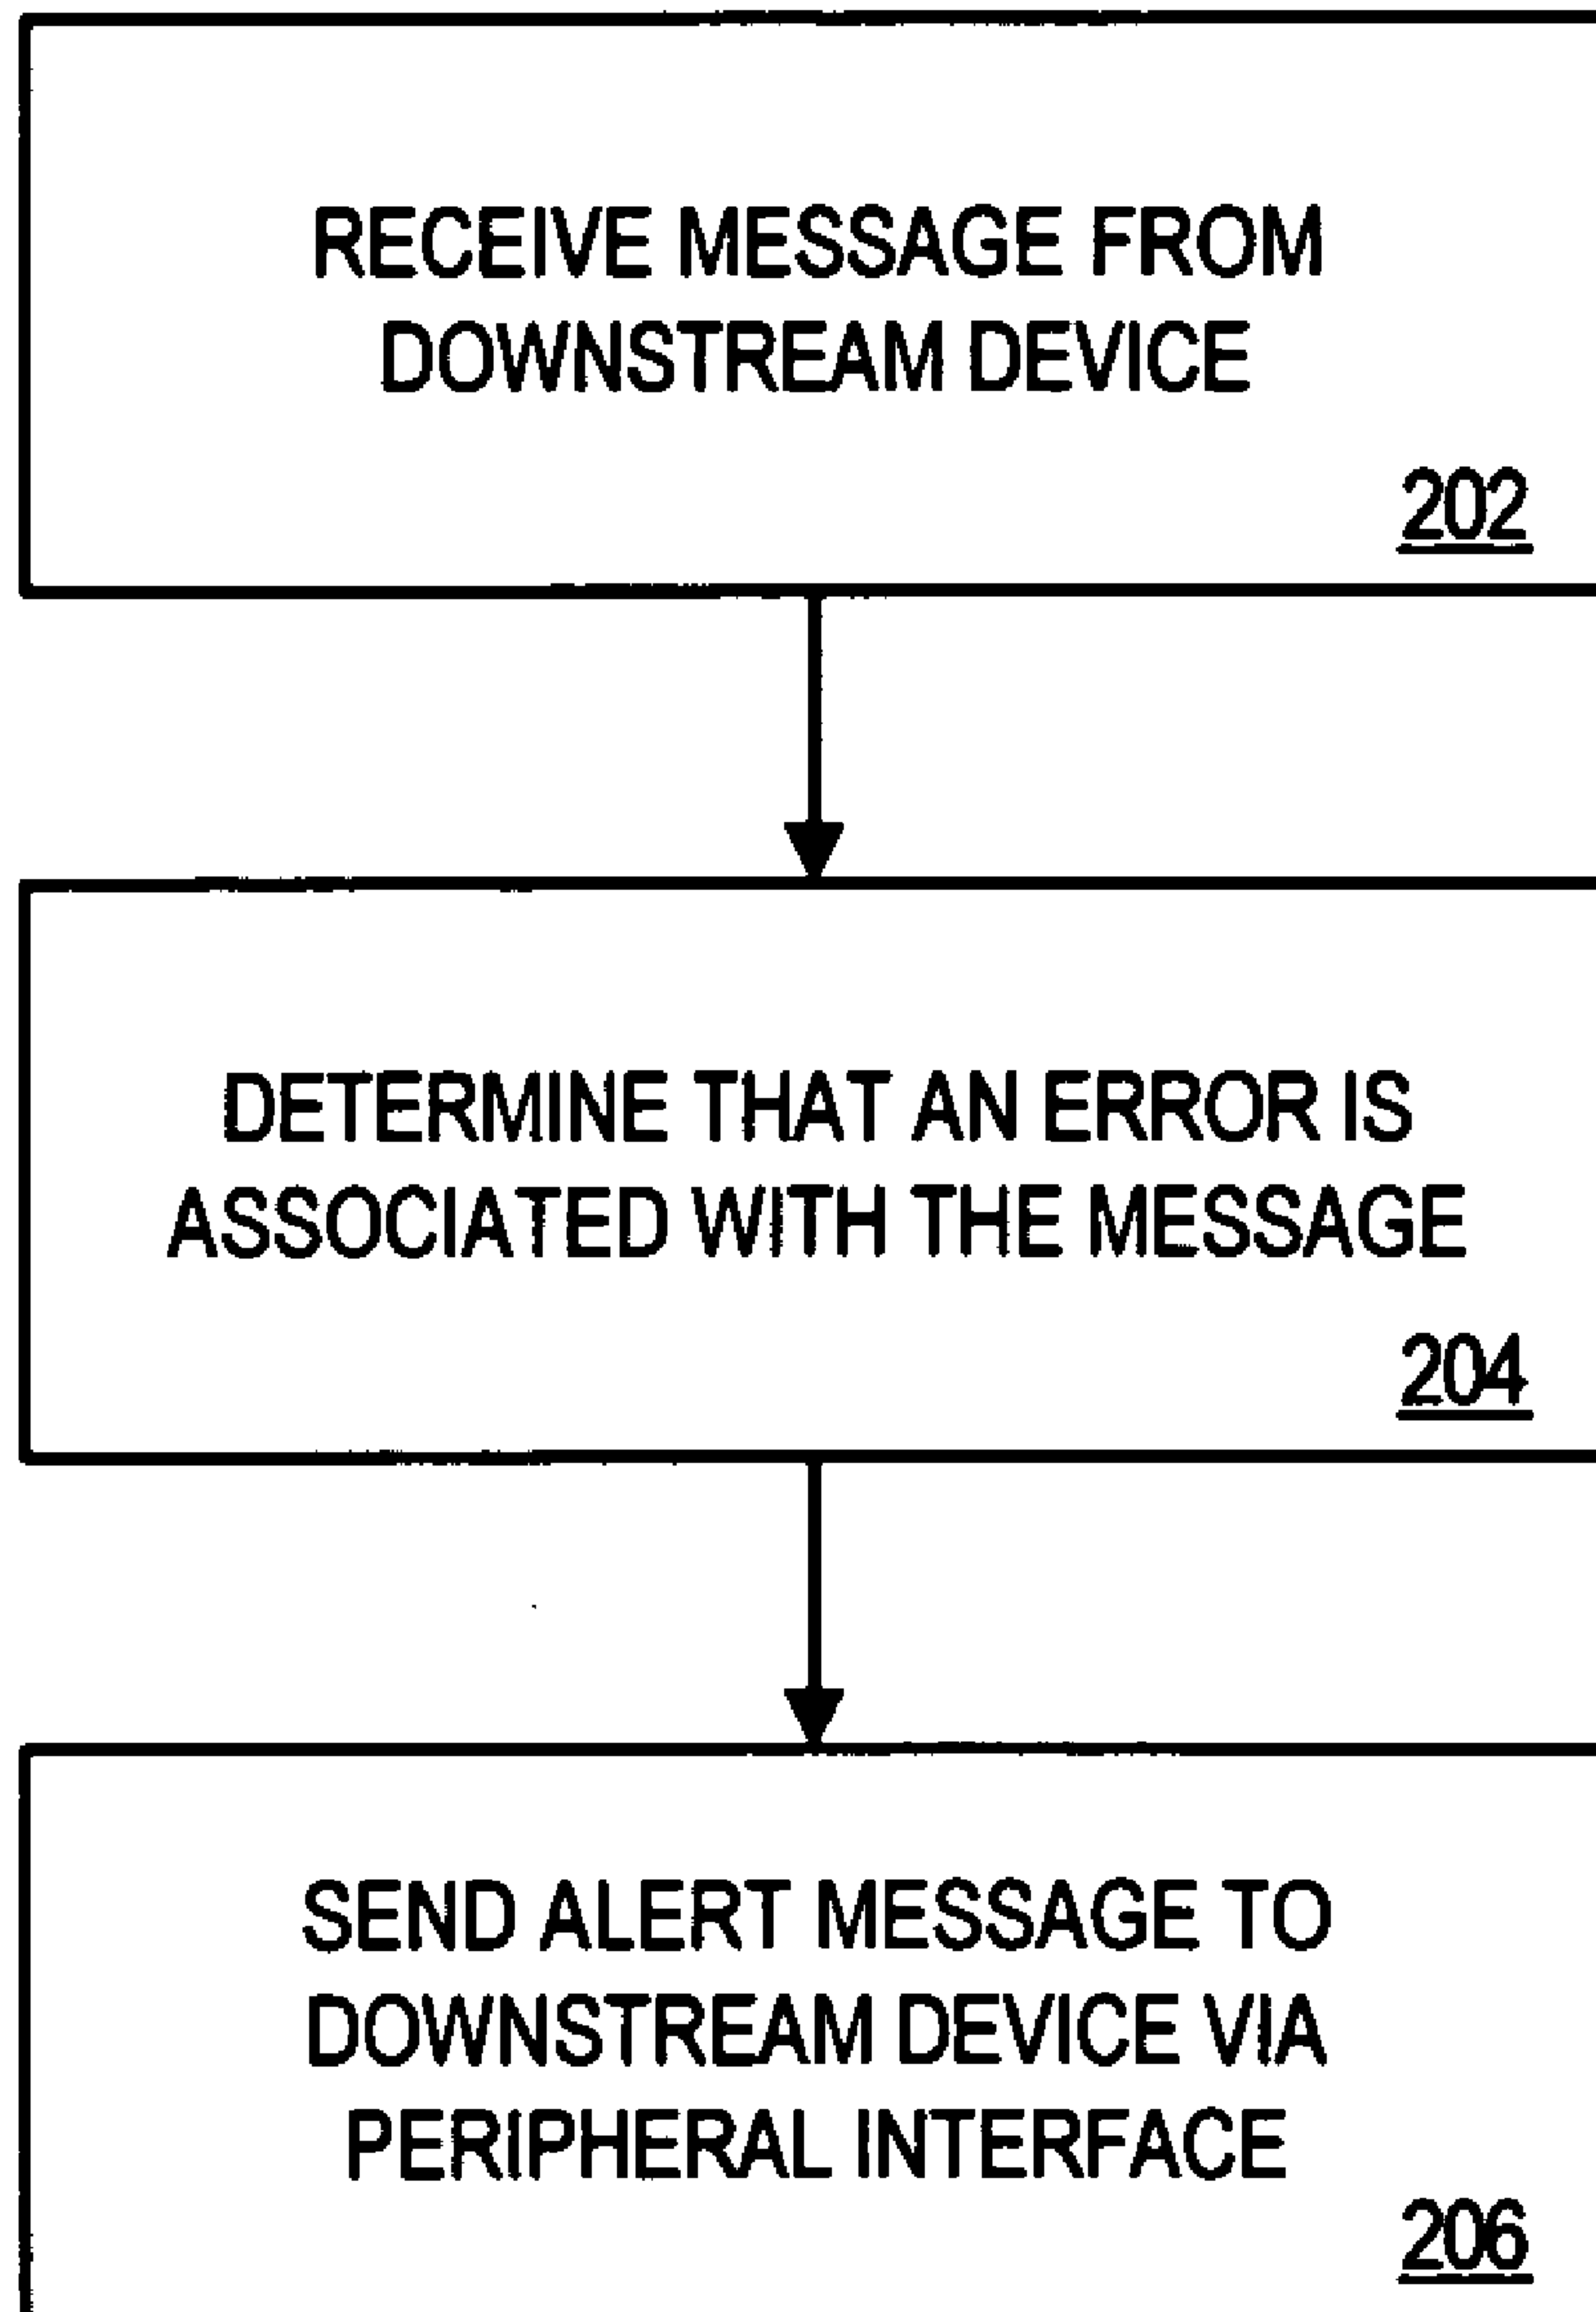 RECEIVE MESSAGE FROM
DOWNSTREAM DEVICE
202
DETERMINE THAT AN ERROR IS
ASSOCIATED WITH THE MESSAGE
204
SEND ALERT MESSAGE TO
DOWNSTREAM DEVICE VIA
PERIPHERAL INTERFACE
206